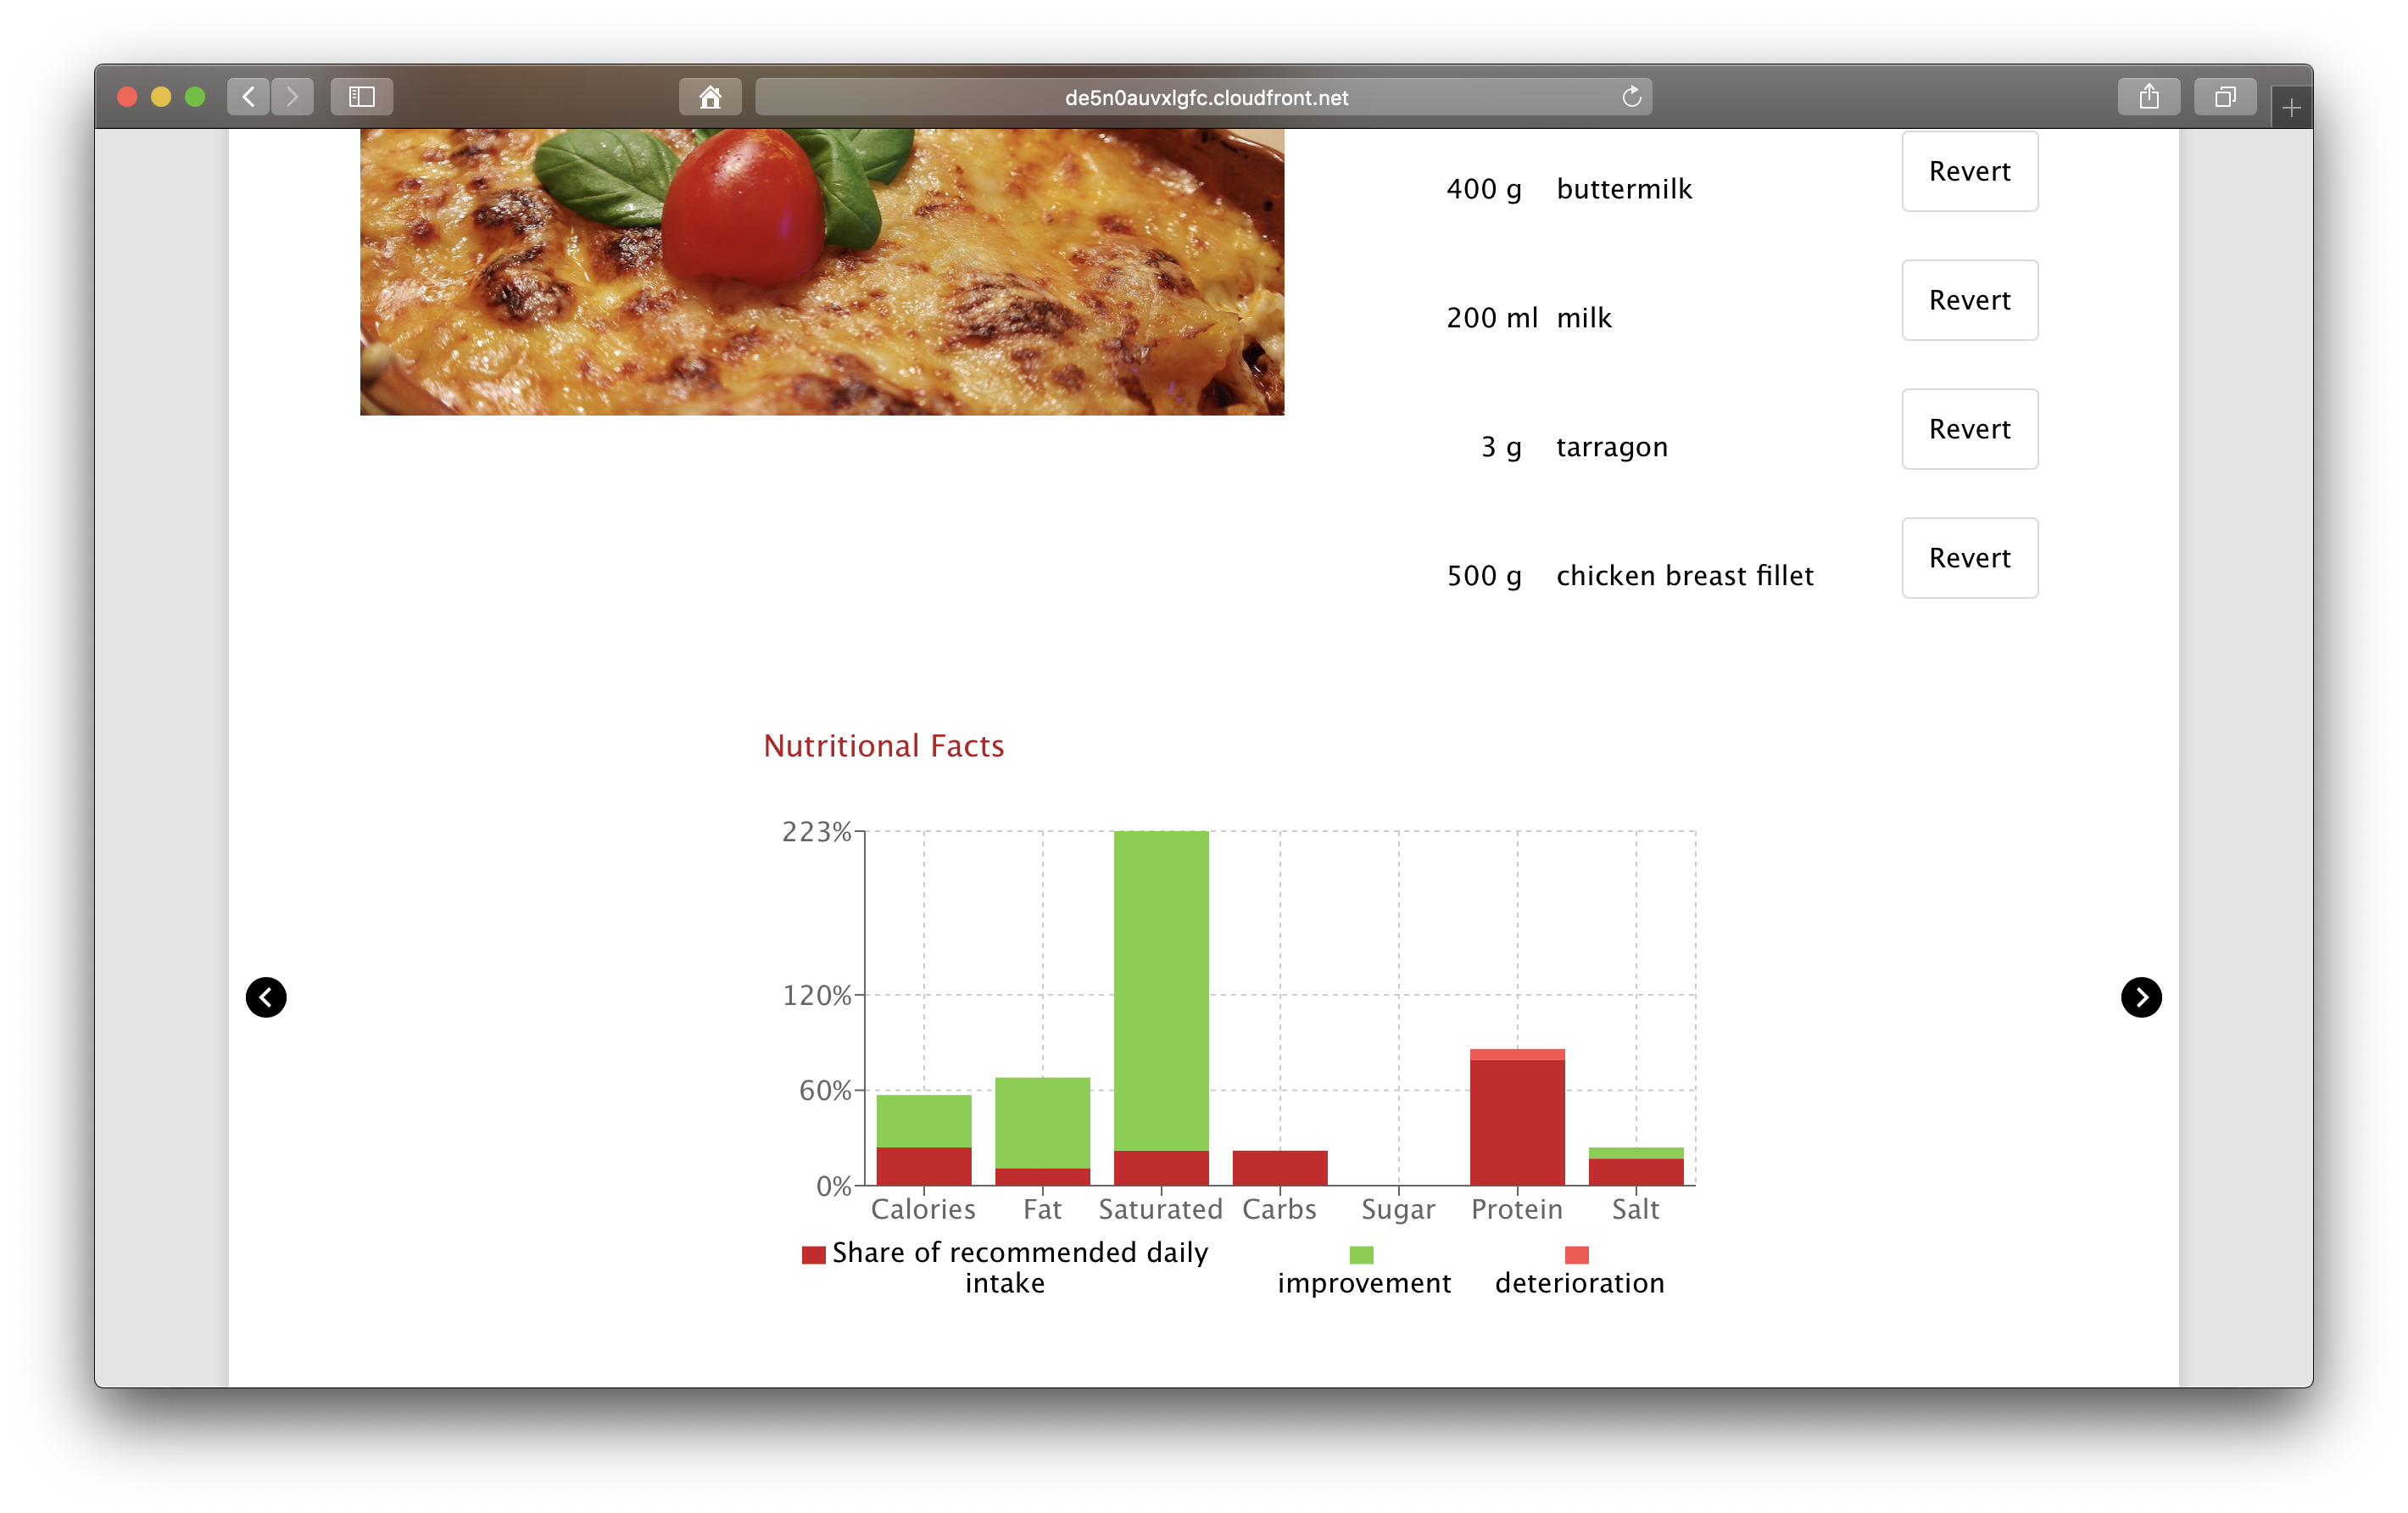 de5n0auvxlgfc.cloudfront.net
400 g buttermilk Revert
200 ml milk Revert
3 g tarragon Revert
500 g chicken breast fillet Revert
Nutritional Facts
223%
120%
60%
0%
Calories Fat Saturated Carbs Sugar Protein Salt
Share of recommended daily
intake
improvement
deterioration